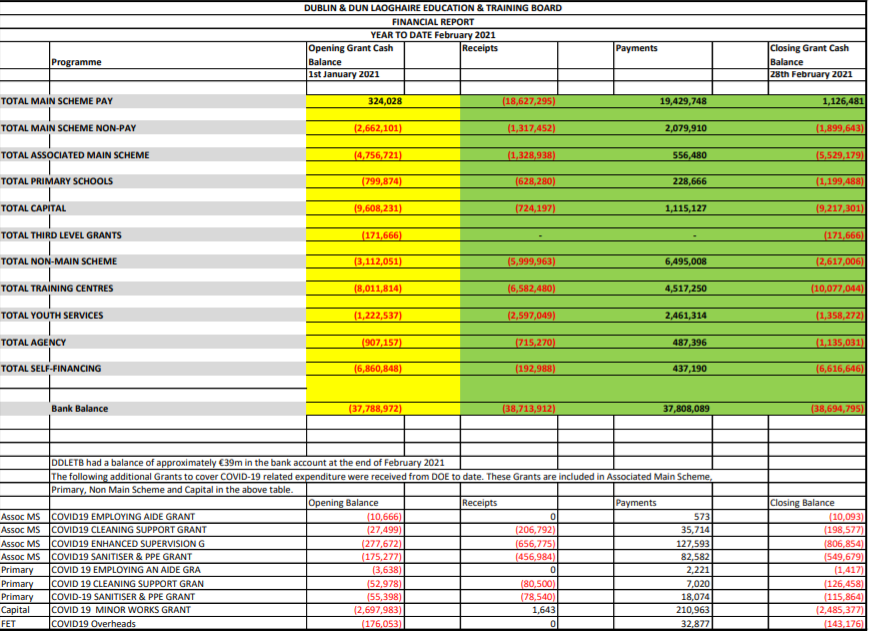 DUBLIN & DUN LAOGHAIRE EDUCATION & TRAINING BOARD
FINANCIAL REPORT
YEAR TO DATE February 2021
Programme Opening Grant Cash Balance Receipts Payments Closing Grant Cash Balance
1st January 2021 28th February 2021
TOTAL MAIN SCHEME PAY 324,028 (18,627,295) 19,429,748 1,126,481
TOTAL MAIN SCHEME NON-PAY (2,662,101) (1,317,452) 2,079,910 (1,899,643)
TOTAL ASSOCIATED MAIN SCHEME (4,756,721) (1,328,938) 556,480 (5,529,179)
TOTAL PRIMARY SCHOOLS (799,874) (628,280) 228,666 (1,199,488)
TOTAL CAPITAL (9,608,231) (724,197) 1,115,127 (9,217,301)
TOTAL THIRD LEVEL GRANTS (171,666) - - (171,666)
TOTAL NON-MAIN SCHEME (3,112,051) (5,999,963) 6,495,008 (2,617,006)
TOTAL TRAINING CENTRES (8,011,814) (6,582,480) 4,517,250 (10,077,044)
TOTAL YOUTH SERVICES (1,222,537) (2,597,049) 2,461,314 (1,358,272)
TOTAL AGENCY (907,157) (715,270) 487,396 (1,135,031)
TOTAL SELF-FINANCING (6,860,848) (192,988) 437,190 (6,616,646)
Bank Balance (37,788,972) (38,713,912) 37,808,089 (38,694,795)
DDLETB had a balance of approximately €39m in the bank account at the end of February 2021
The following additional Grants to cover COVID-19 related expenditure were received from DOE to date. These Grants are included in Associated Main Scheme,
Primary, Non Main Scheme and Capital in the above table.
Opening Balance Receipts Payments Closing Balance
Assoc MS COVID19 EMPLOYING AIDE GRANT (10,666) 0 573 (10,093)
Assoc MS COVID19 CLEANING SUPPORT GRANT (27,499) (206,792) 35,714 (198,577)
Assoc MS COVID19 ENHANCED SUPERVISION G (277,672) (656,775) 127,593 (806,854)
Assoc MS COVID19 SANITISER & PPE GRANT (175,277) (456,984) 82,582 (549,679)
Primary COVID 19 EMPLOYING AN AIDE GRA (3,638) 0 2,221 (1,417)
Primary COVID 19 CLEANING SUPPORT GRAN (52,978) (80,500) 7,020 (126,458)
Primary COVID-19 SANITISER & PPE GRANT (55,398) (78,540) 18,074 (115,864)
Capital COVID 19 MINOR WORKS GRANT (2,697,983) 1,643 210,963 (2,485,377)
FET COVID19 Overheads (176,053) 0 32,877 (143,176)